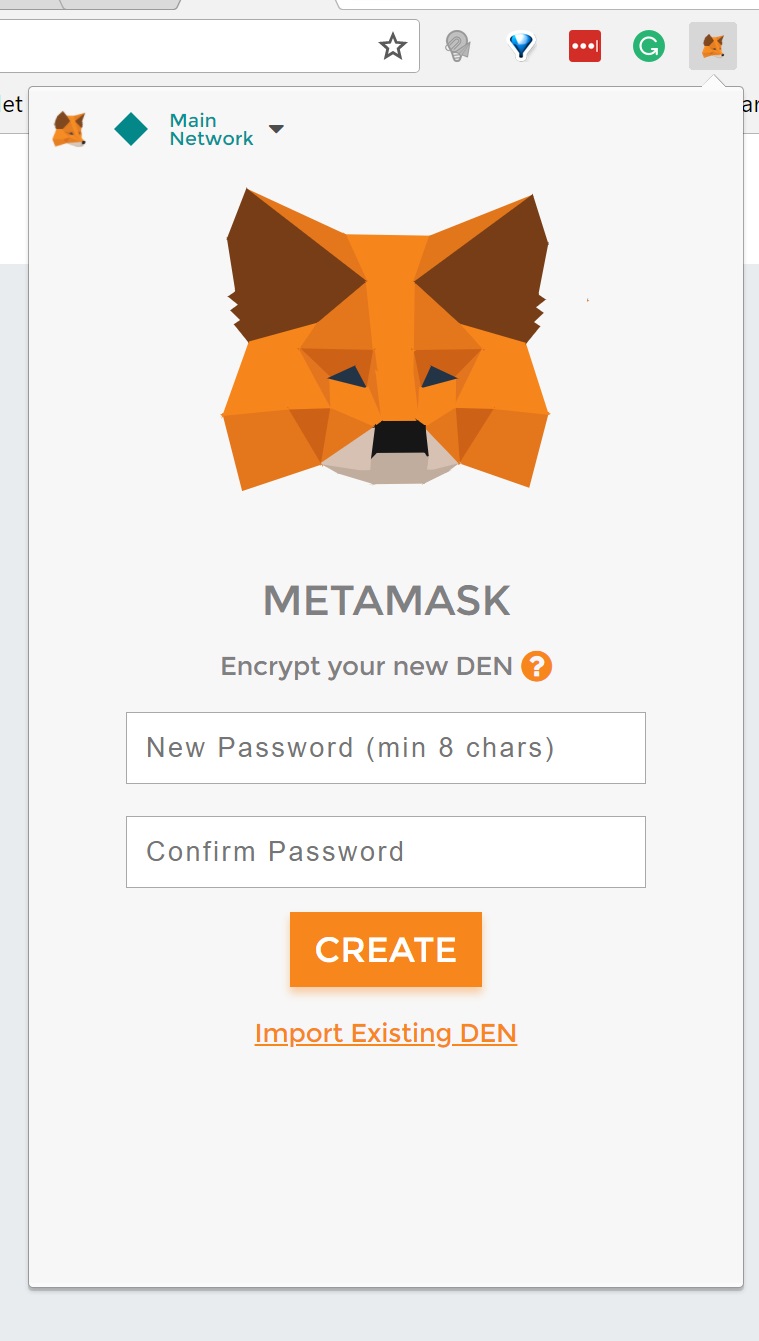 et
ar
Main
Network
METAMASK
Encrypt your new DEN ?
New Password (min 8 chars)
Confirm Password
CREATE
Import Existing DEN